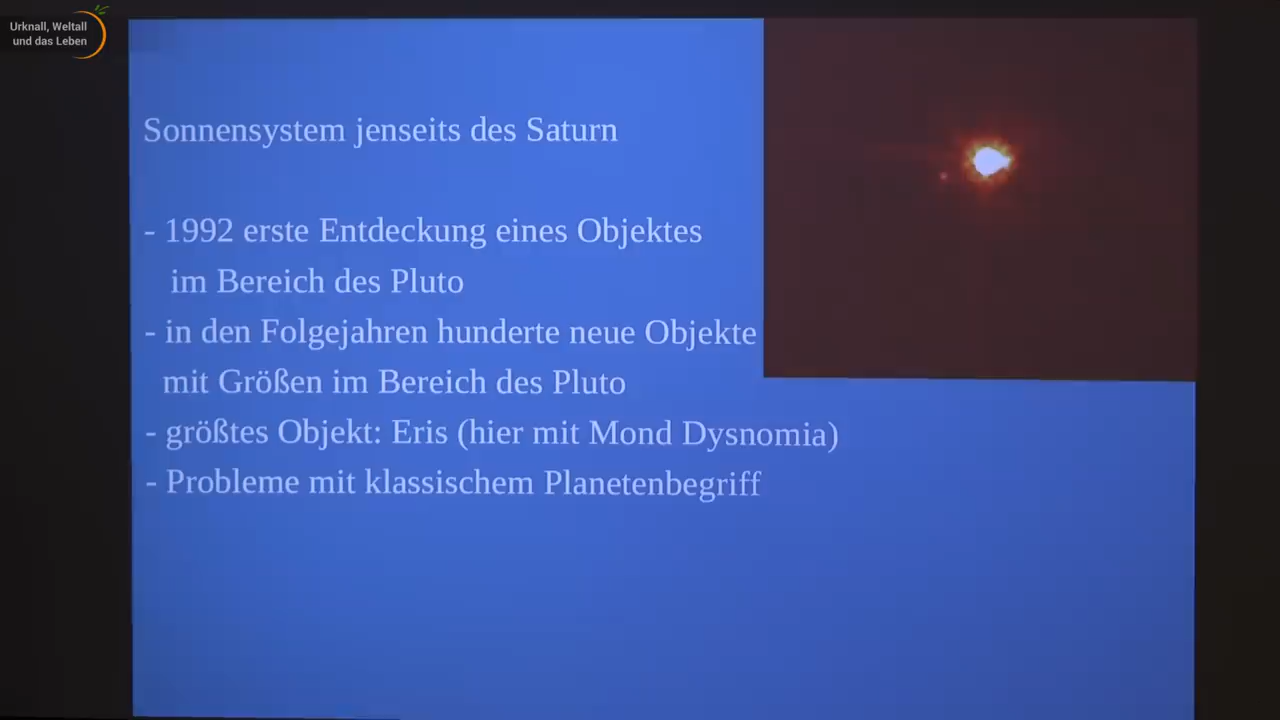 Urknall, Weltall
und das Leben
Sonnensystem jenseits des Saturn
- 1992 erste Entdeckung eines Objektes
im Bereich des Pluto
- in den Folgejahren hunderte neue Objekte
mit Größen im Bereich des Pluto
- größtes Objekt: Eris (hier mit Mond Dysnomia)
- Probleme mit klassischem Planetenbegriff